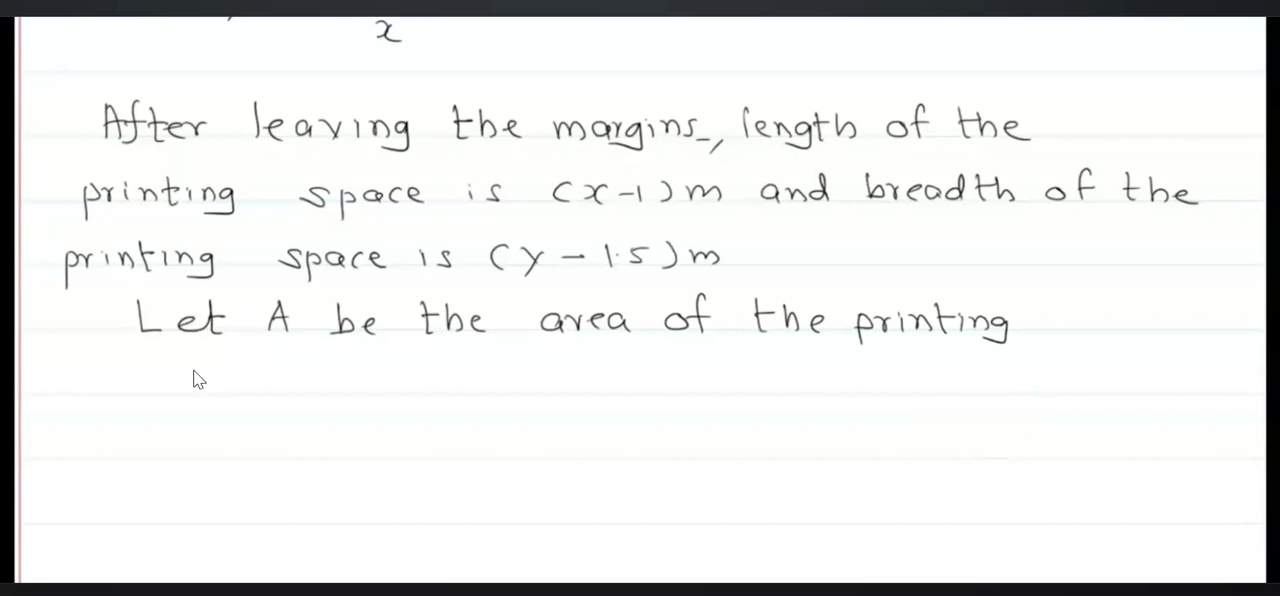 x
After leaving the margins, length of the
printing space is (x-1)m and breadth of the
printing space is (y-1.5)m
Let A be the area of the printing